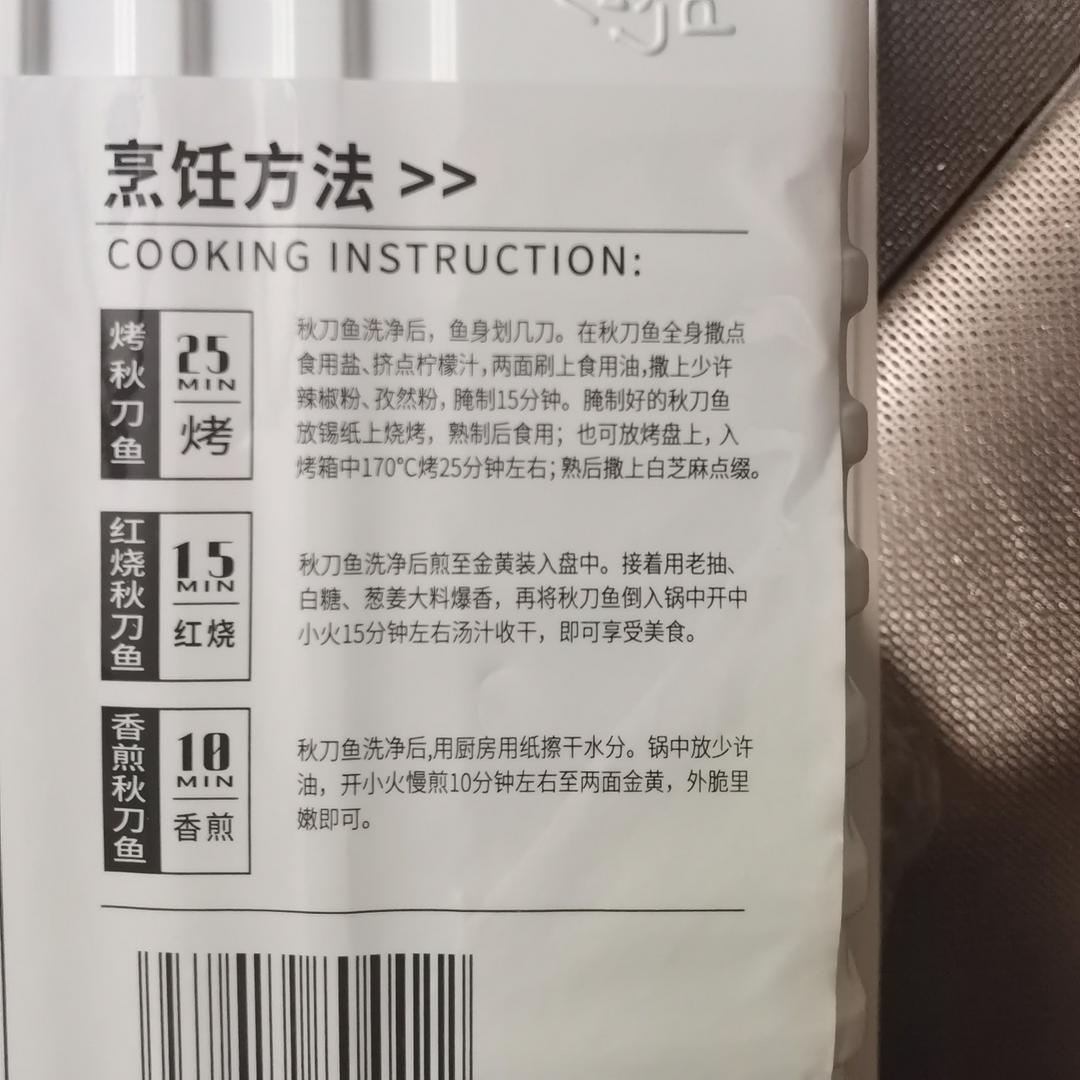 烹饪方法 >>
COOKING INSTRUCTION:
烤秋刀鱼
25
MIN
烤
秋刀鱼洗净后，鱼身划几刀。在秋刀鱼全身撒点
食用盐、挤点柠檬汁，两面刷上食用油，撒上少许
辣椒粉、孜然粉，腌制15分钟。腌制好的秋刀鱼
放锡纸上烧烤，熟制后食用；也可放烤盘上，入
烤箱中170℃烤25分钟左右；熟后撒上白芝麻点缀。
红烧秋刀鱼
15
MIN
红烧
秋刀鱼洗净后煎至金黄装入盘中。接着用老抽、
白糖、葱姜大料爆香，再将秋刀鱼倒入锅中开中
小火15分钟左右汤汁收干，即可享受美食。
香煎秋刀鱼
10
MIN
香煎
秋刀鱼洗净后,用厨房用纸擦干水分。锅中放少许
油，开小火慢煎10分钟左右至两面金黄，外脆里
嫩即可。